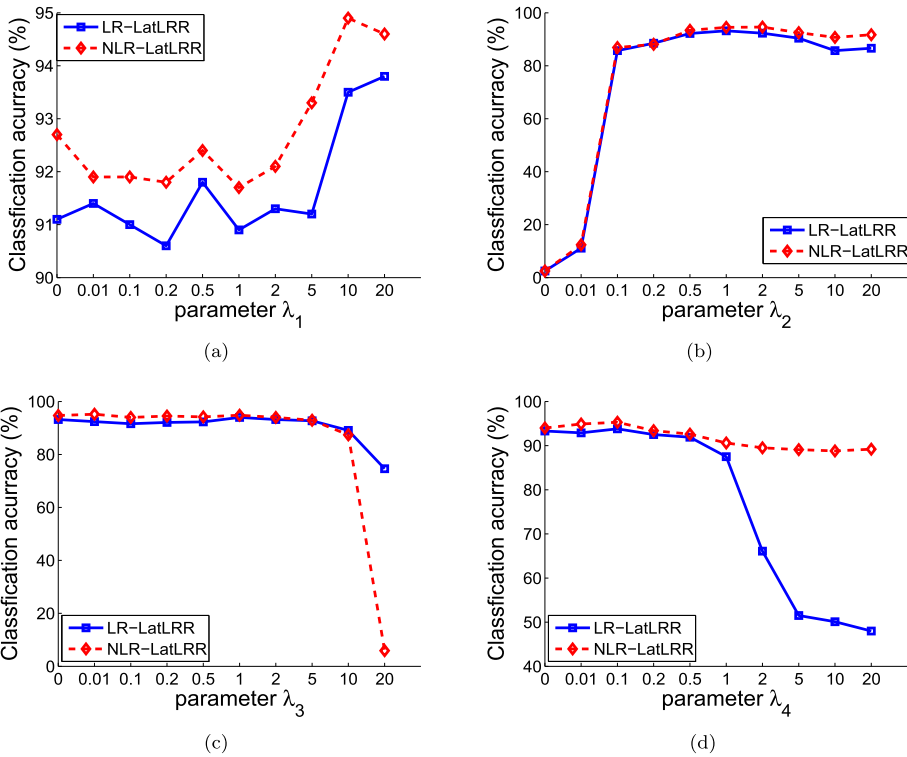 Classfication acurracy (%)
95
94
93
92
91
90
LR−LatLRR
NLR−LatLRR
0 0.01 0.1 0.2 0.5 1 2 5 10 20
parameter λ1
(a)
Classfication acurracy (%)
100
80
60
40
20
0
LR−LatLRR
NLR−LatLRR
0 0.01 0.1 0.2 0.5 1 2 5 10 20
parameter λ2
(b)
Classfication acurracy (%)
100
80
60
40
20
0
LR−LatLRR
NLR−LatLRR
0 0.01 0.1 0.2 0.5 1 2 5 10 20
parameter λ3
(c)
Classfication acurracy (%)
100
90
80
70
60
50
40
LR−LatLRR
NLR−LatLRR
0 0.01 0.1 0.2 0.5 1 2 5 10 20
parameter λ4
(d)